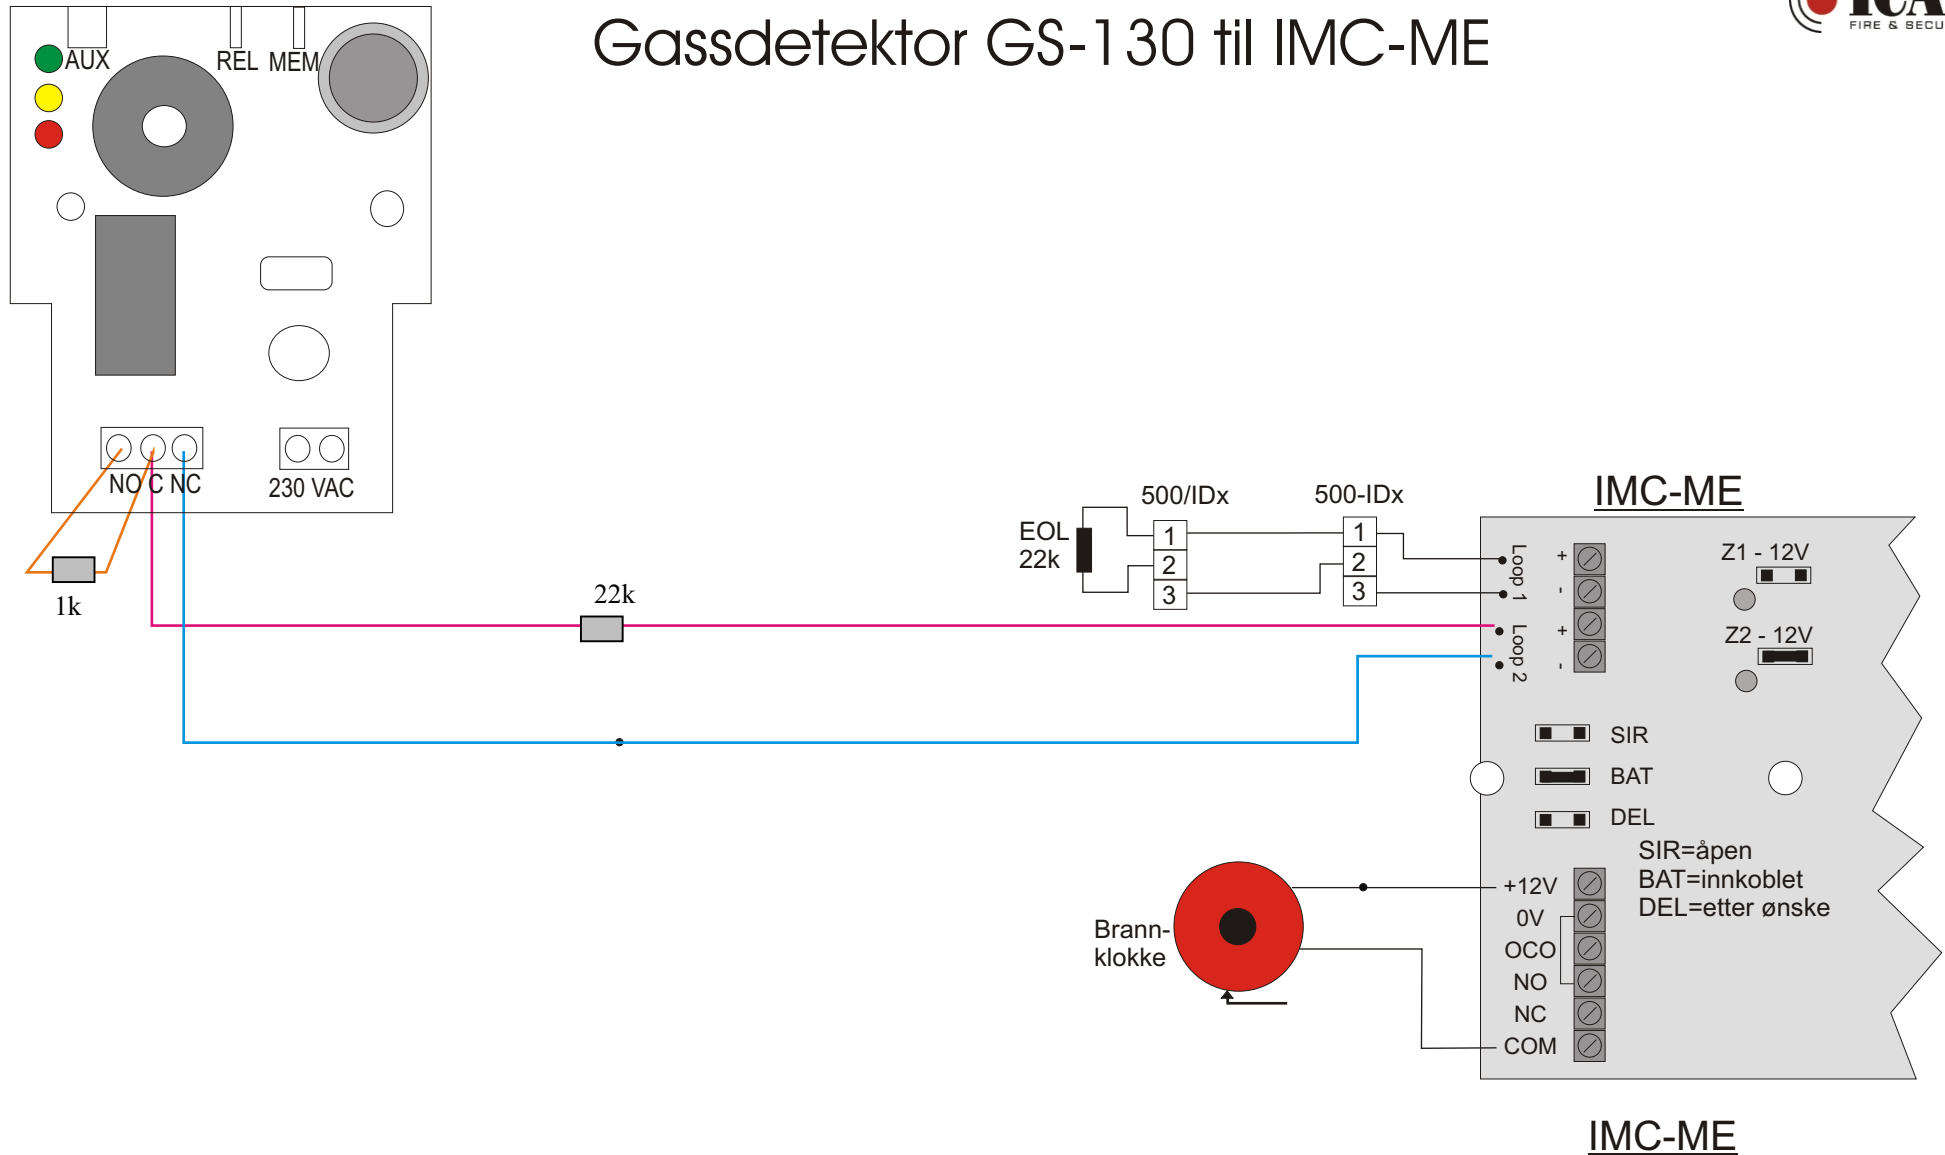 Gassdetektor GS-130 til IMC-ME
ICA
FIRE & SECU
AUX
REL
MEM
NO C NC
230 VAC
1k
22k
EOL
22k
500/IDx
1
2
3
500-IDx
1
2
3
IMC-ME
Loop 1
+
-
Loop 2
+
-
Z1 - 12V
Z2 - 12V
SIR
BAT
DEL
SIR=åpen
BAT=innkoblet
DEL=etter ønske
+12V
0V
OCO
NO
NC
COM
Brann-
klokke
IMC-ME